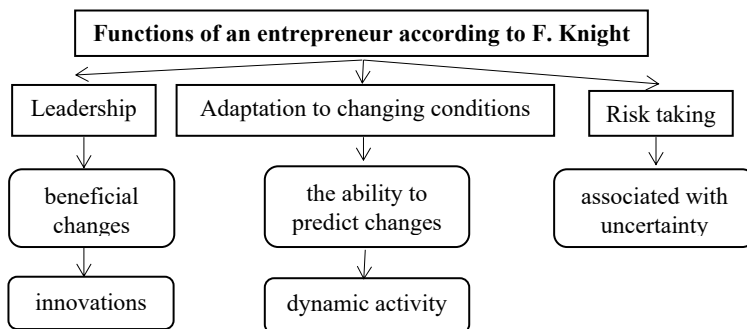 Functions of an entrepreneur according to F. Knight
Leadership
Adaptation to changing conditions
Risk taking
beneficial
changes
the ability to
predict changes
associated with
uncertainty
innovations
dynamic activity